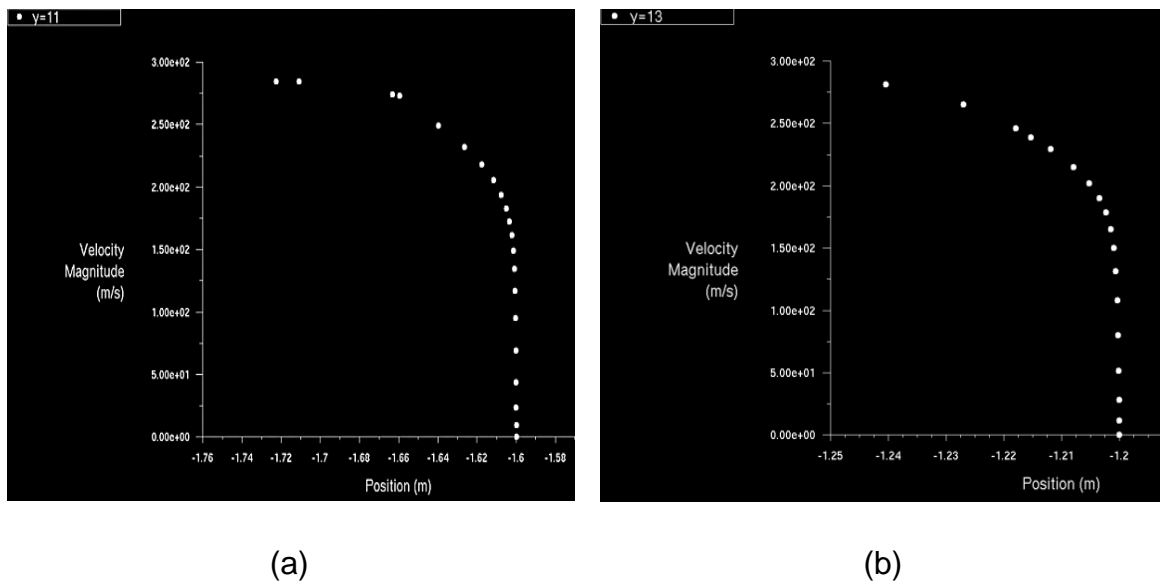 y=11
3.00e+02
2.50e+02
2.00e+02
1.50e+02
1.00e+02
5.00e+01
0.00e+00
Velocity
Magnitude
(m/s)
-1.76 -1.74 -1.72 -1.7 -1.68 -1.66 -1.64 -1.62 -1.6 -1.58
Position (m)
(a)
y=13
3.00e+02
2.50e+02
2.00e+02
1.50e+02
1.00e+02
5.00e+01
0.00e+00
Velocity
Magnitude
(m/s)
-1.25 -1.24 -1.23 -1.22 -1.21 -1.2
Position (m)
(b)